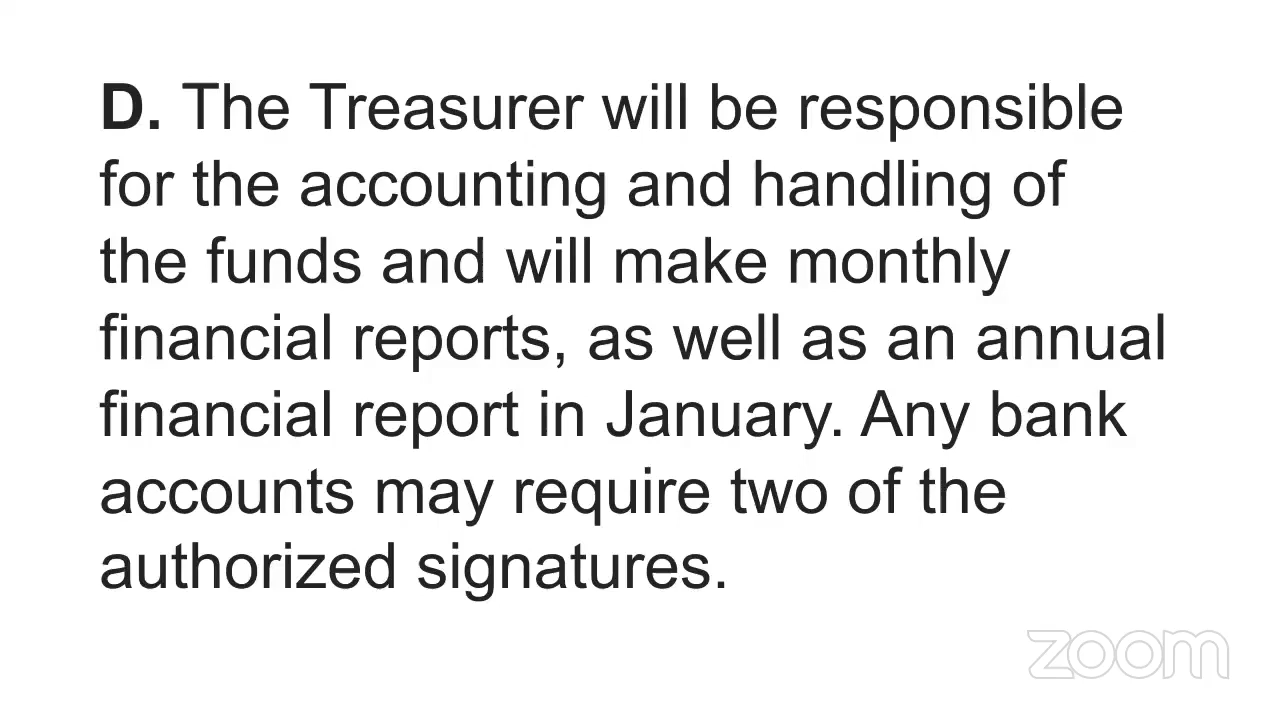 D. The Treasurer will be responsible
for the accounting and handling of
the funds and will make monthly
financial reports, as well as an annual
financial report in January. Any bank
accounts may require two of the
authorized signatures.
zoom